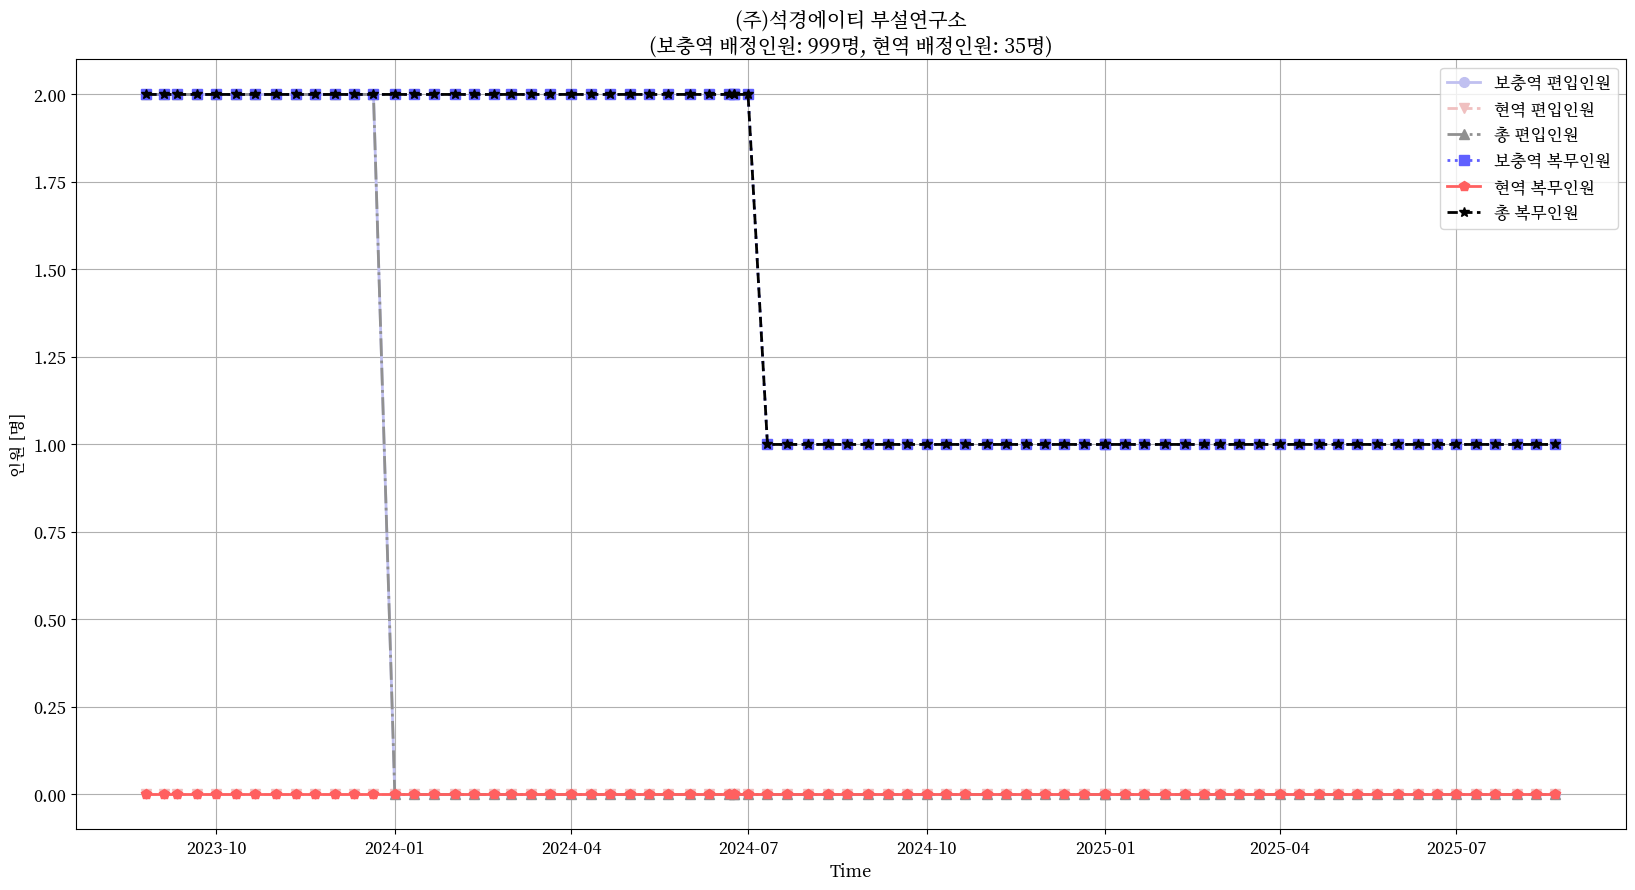 (주)석경에이티 부설연구소
(보충역 배정인원: 999명, 현역 배정인원: 35명)
보충역 편입인원
현역 편입인원
총 편입인원
보충역 복무인원
현역 복무인원
총 복무인원
인원 [명]
2.00
1.75
1.50
1.25
1.00
0.75
0.50
0.25
0.00
2023-10 2024-01 2024-04 2024-07 2024-10 2025-01 2025-04 2025-07
Time